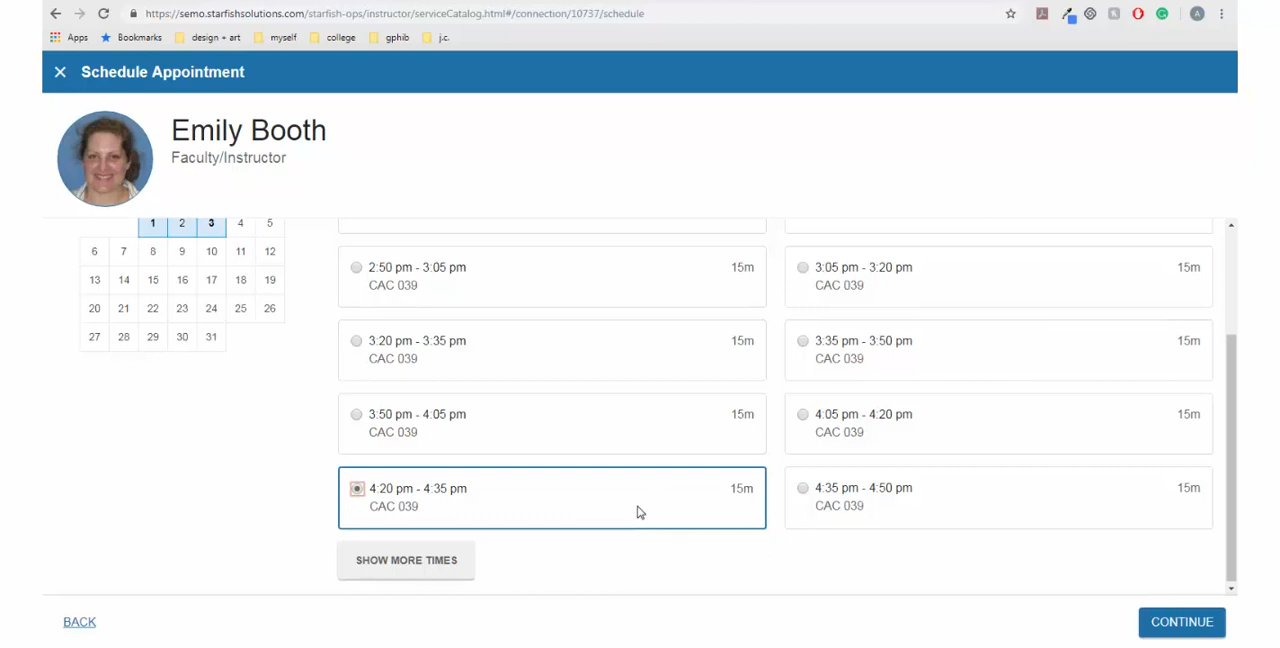 https://semo.starfishsolutions.com/starfish-ops/instructor/serviceCatalog.html#/connection/10737/schedule
Apps Bookmarks design + art myself college gphib j.c.
Schedule Appointment
Emily Booth
Faculty/Instructor
1 2 3 4 5
6 7 8 9 10 11 12
13 14 15 16 17 18 19
20 21 22 23 24 25 26
27 28 29 30 31
2:50 pm - 3:05 pm 15m
CAC 039
3:05 pm - 3:20 pm 15m
CAC 039
3:20 pm - 3:35 pm 15m
CAC 039
3:35 pm - 3:50 pm 15m
CAC 039
3:50 pm - 4:05 pm 15m
CAC 039
4:05 pm - 4:20 pm 15m
CAC 039
4:20 pm - 4:35 pm 15m
CAC 039
4:35 pm - 4:50 pm 15m
CAC 039
SHOW MORE TIMES
BACK
CONTINUE